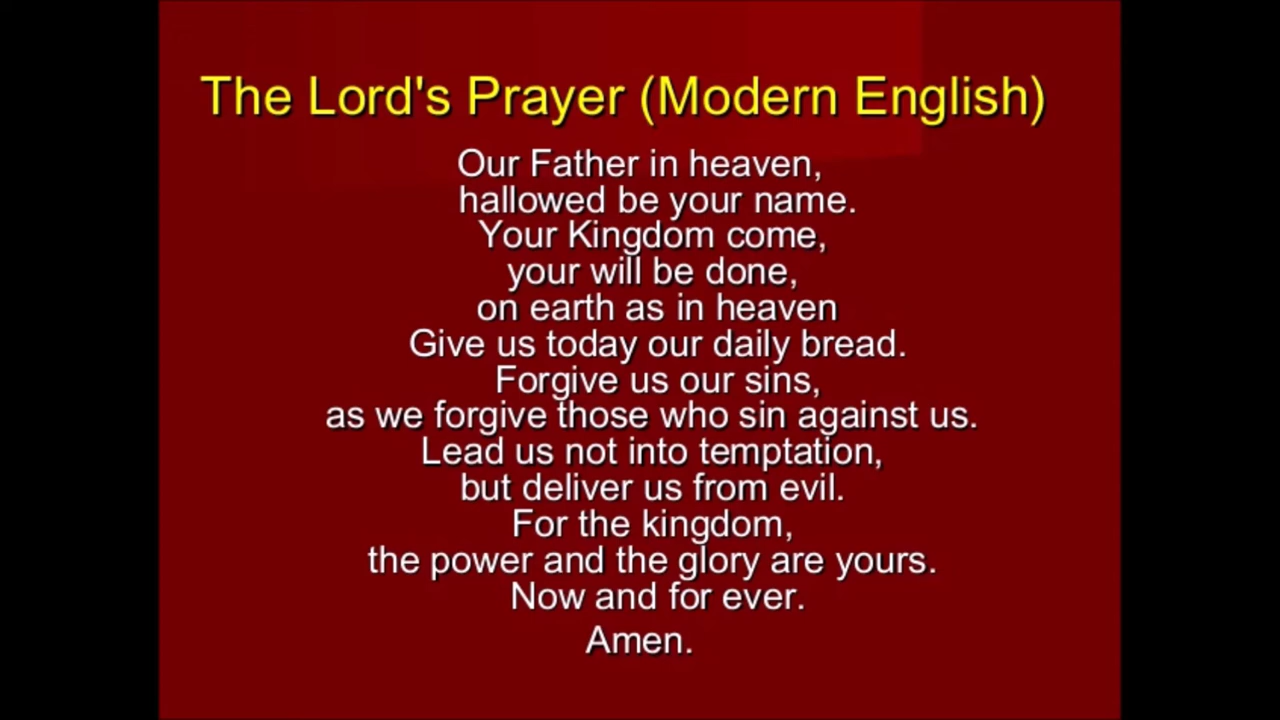 The Lord's Prayer (Modern English)
Our Father in heaven,
hallowed be your name.
Your Kingdom come,
your will be done,
on earth as in heaven
Give us today our daily bread.
Forgive us our sins,
as we forgive those who sin against us.
Lead us not into temptation,
but deliver us from evil.
For the kingdom,
the power and the glory are yours.
Now and for ever.
Amen.